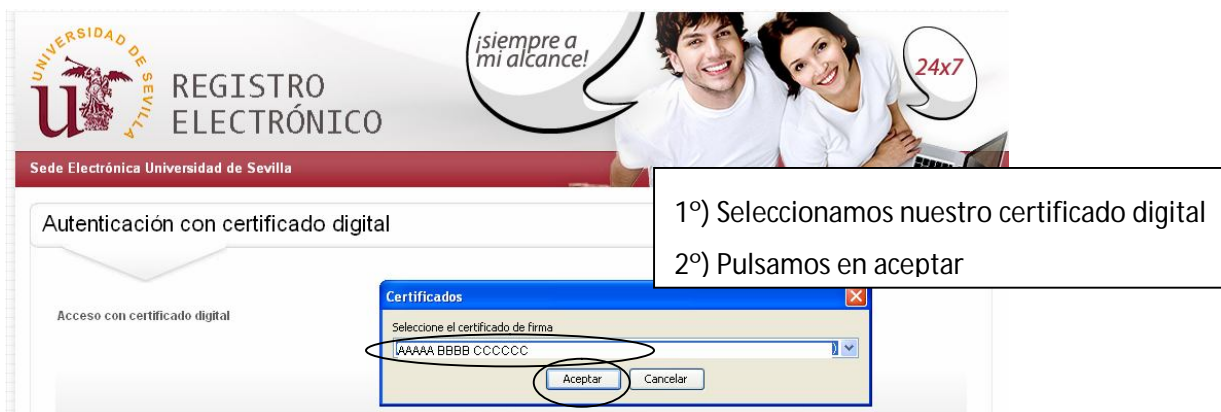 UNIVERSIDAD DE SEVILLA
REGISTRO
ELECTRÓNICO
¡siempre a
mi alcance!
24x7
Sede Electrónica Universidad de Sevilla
1º) Seleccionamos nuestro certificado digital
2º) Pulsamos en aceptar
Autenticación con certificado digital
Acceso con certificado digital
Certificados
Seleccione el certificado de firma
AAAAA BBBB CCCCCC
)
Aceptar
Cancelar